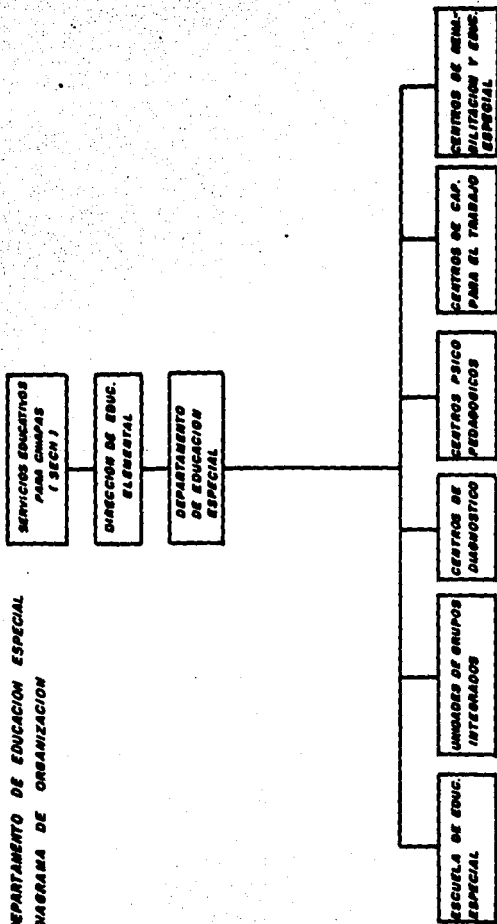 DEPARTAMENTO DE EDUCACION ESPECIAL
DIAGRAMA DE ORGANIZACION
SERVICIOS EDUCATIVOS
PARA CHIAPAS
( SECH )
DIRECCION DE EDUC.
ELEMENTAL
DEPARTAMENTO
DE EDUCACION
ESPECIAL
ESCUELA DE EDUC.
ESPECIAL
UNIDADES DE GRUPOS
INTEGRADOS
CENTROS DE
DIAGNOSTICO
CENTROS PSICO
PEDAGOGICOS
CENTROS DE CAP.
PARA EL TRABAJO
CENTROS DE REHA-
BILITACION Y EDUC.
ESPECIAL